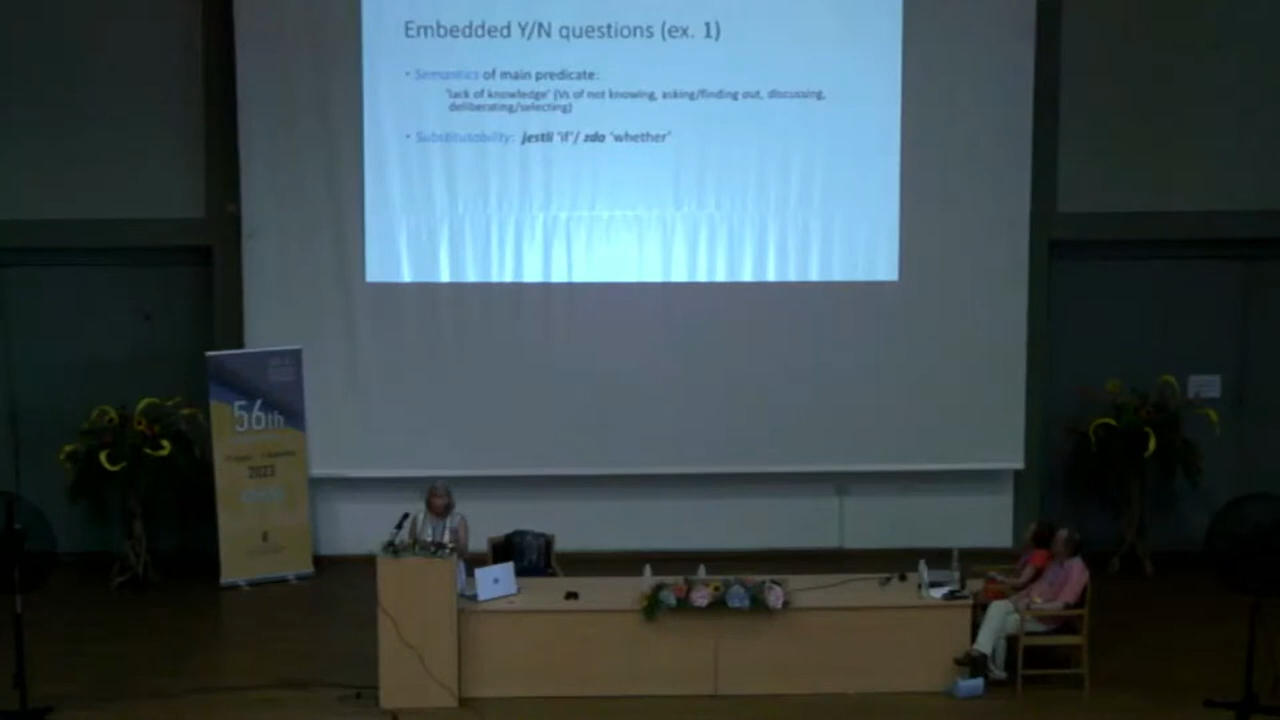 Embedded Y/N questions (ex. 1)
• Semantics of main predicate:
'lack of knowledge' (Vs of not knowing, asking/finding out, discussing,
deliberating/selecting)
• Substitutability: jestli 'if'/ zda 'whether'
56th
2023